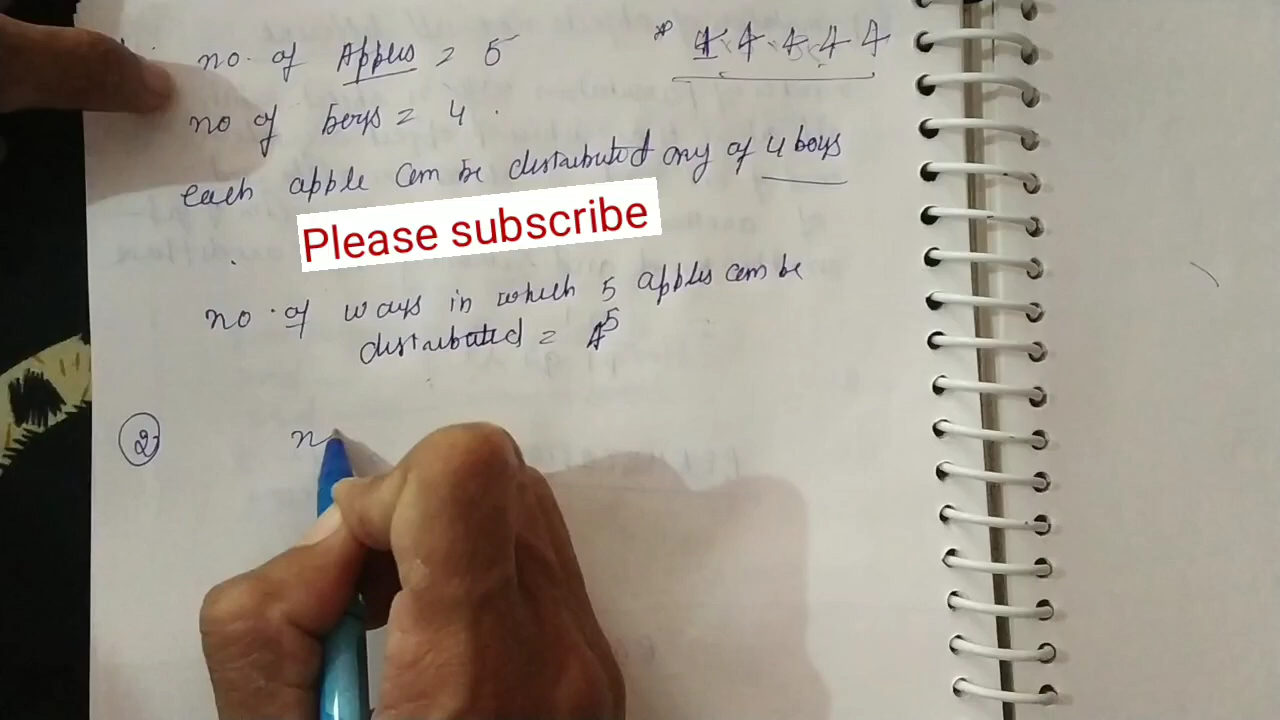 no. of Apples = 5
* 4 4 4 4 4
no of boys = 4.
each apple can be distributed any of 4 boys
Please subscribe
no. of ways in which 5 apples can be
distributed = 4^5
② n